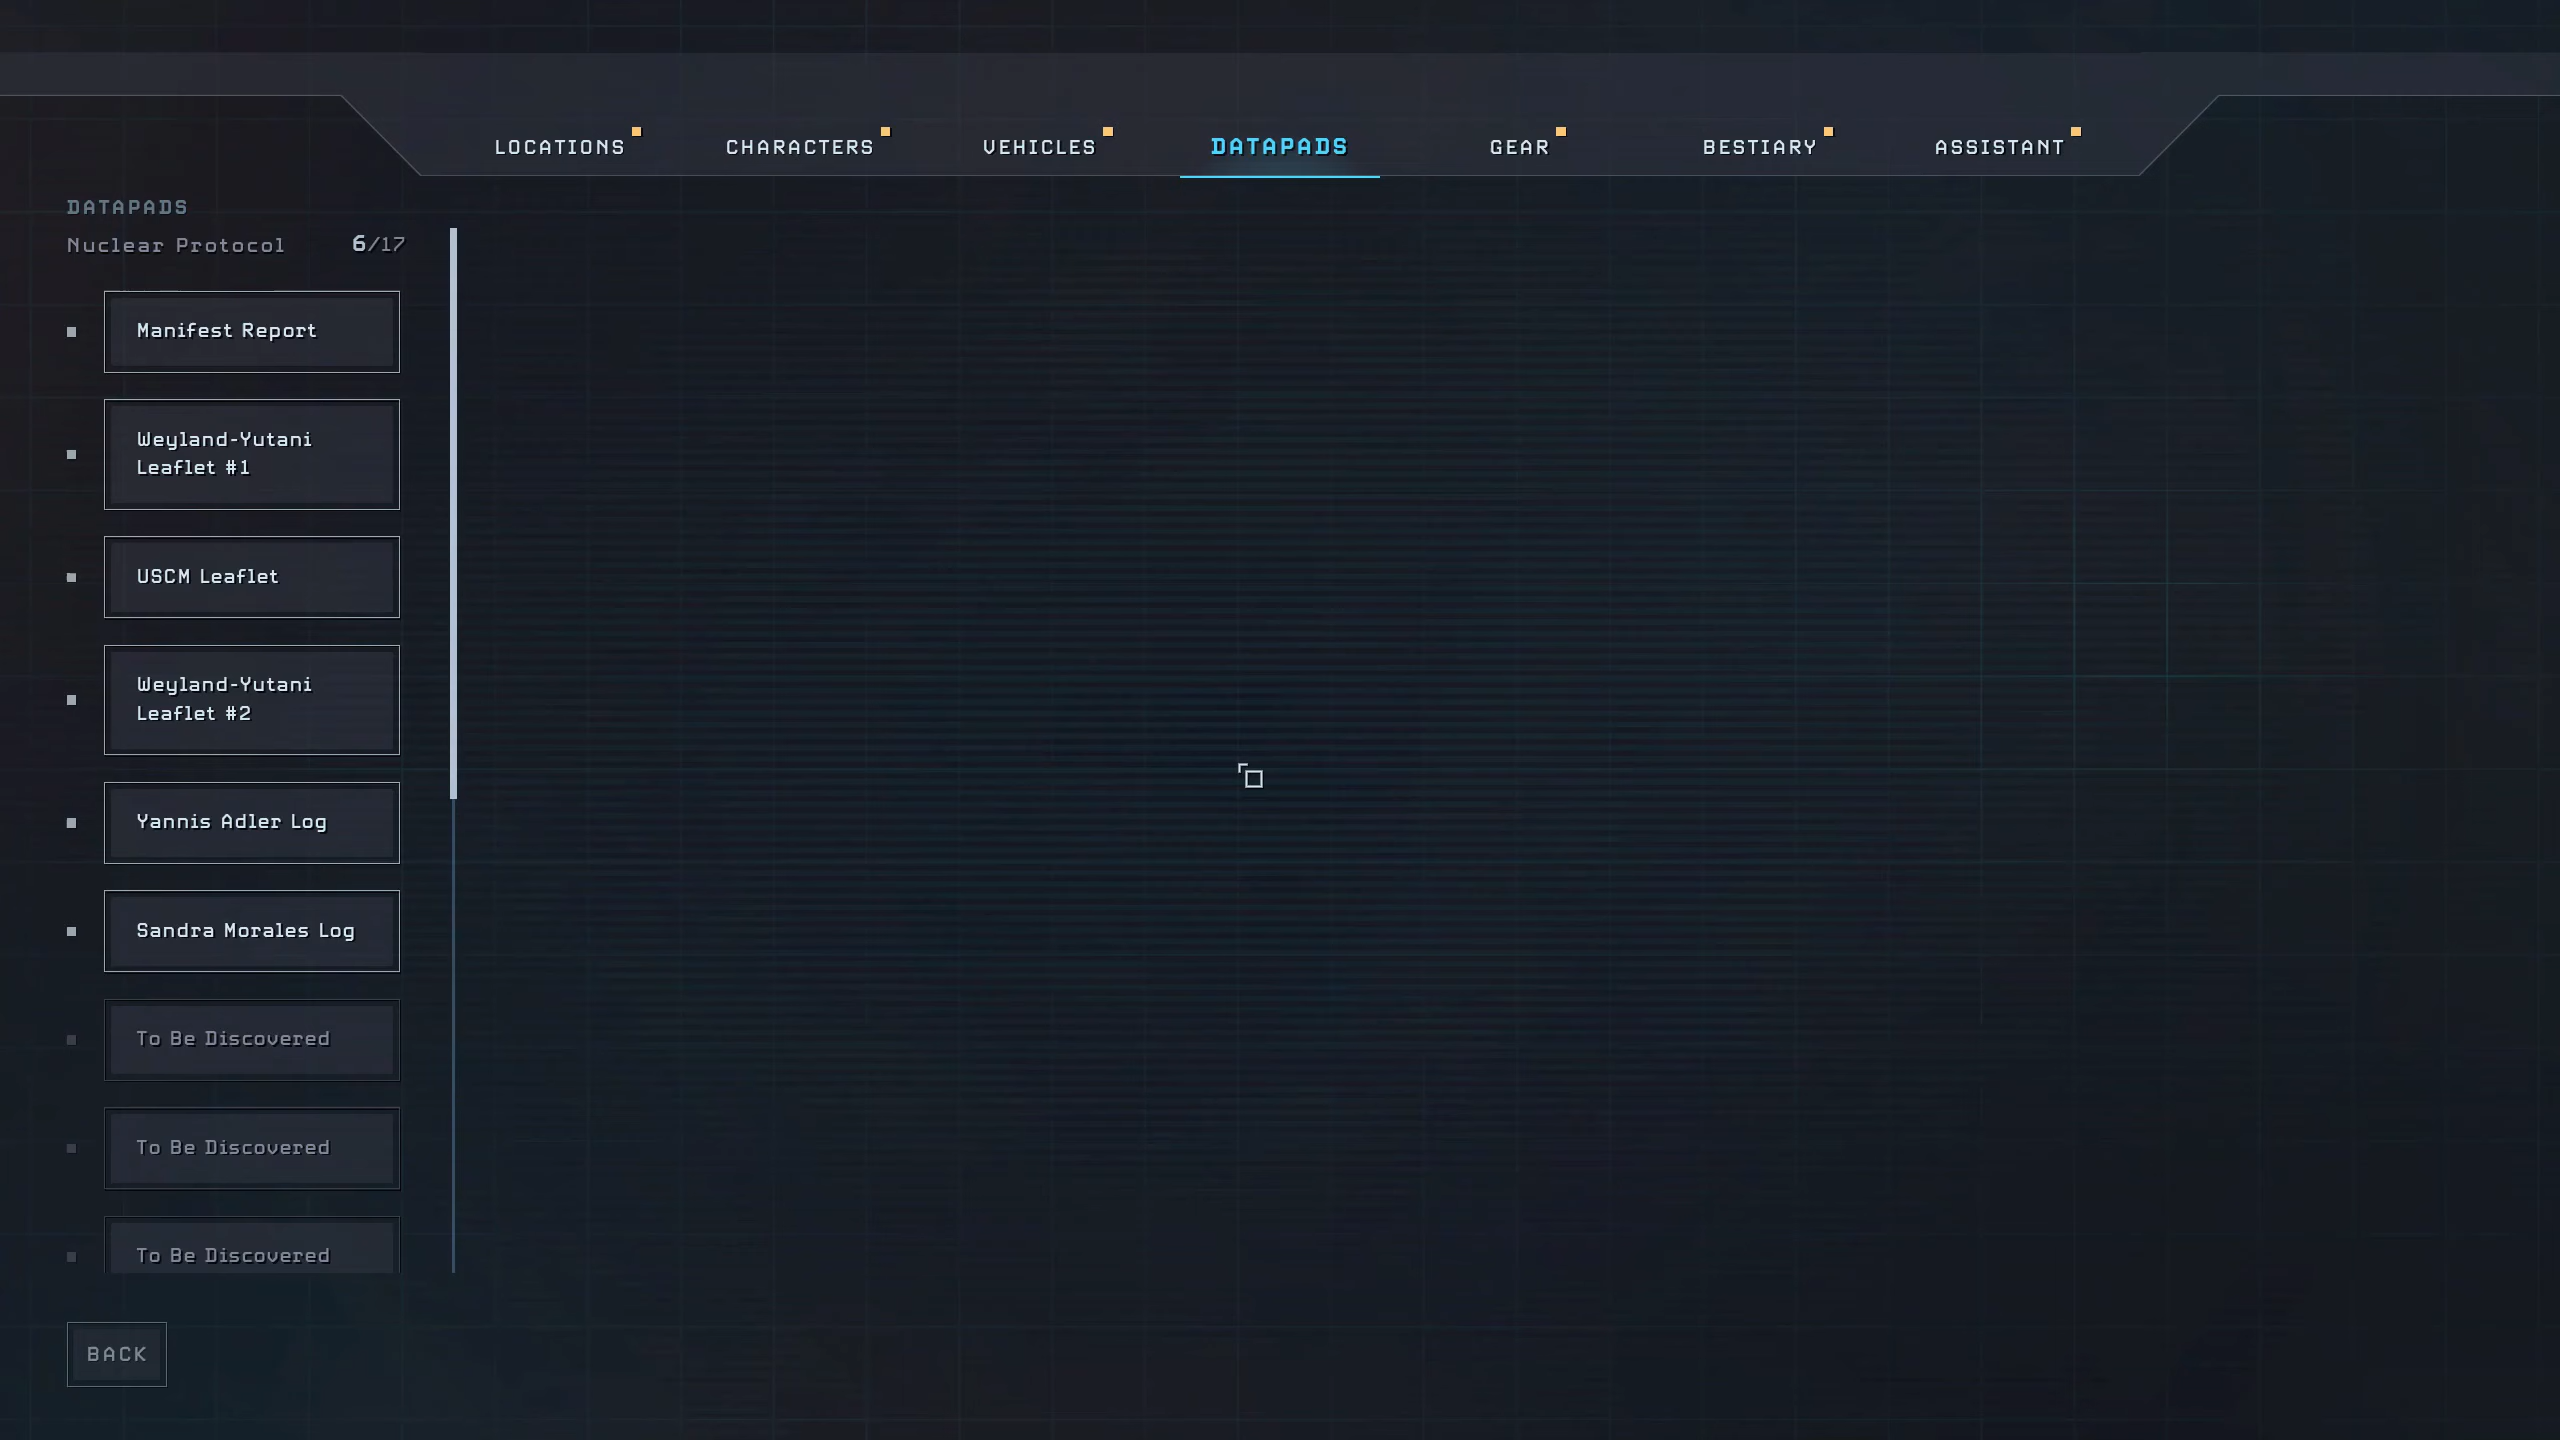 LOCATIONS
CHARACTERS
VEHICLES
DATAPADS
GEAR
BESTIARY
ASSISTANT
DATAPADS
Nuclear Protocol 6/17
Manifest Report
Weyland-Yutani
Leaflet #1
USCM Leaflet
Weyland-Yutani
Leaflet #2
Yannis Adler Log
Sandra Morales Log
To Be Discovered
To Be Discovered
To Be Discovered
BACK